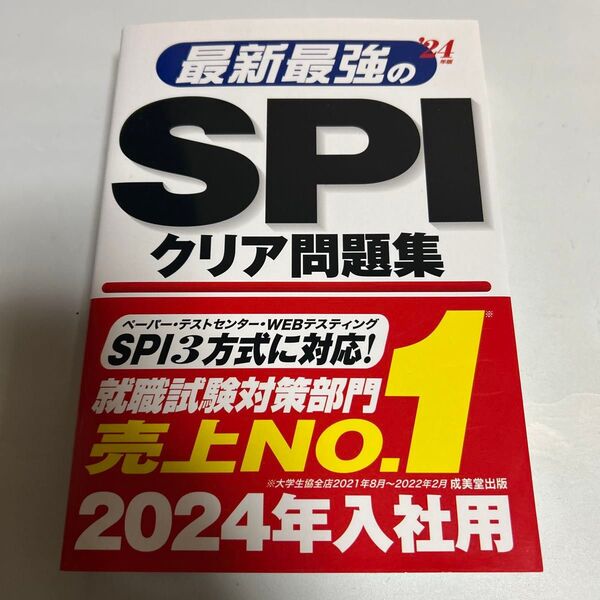 最新最強の
'24年版
SPI
クリア問題集
ペーパー・テストセンター・WEBテスティング
SPI3方式に対応!
就職試験対策部門
売上NO.1※
※大学生協全店2021年8月~2022年2月 成美堂出版
2024年入社用